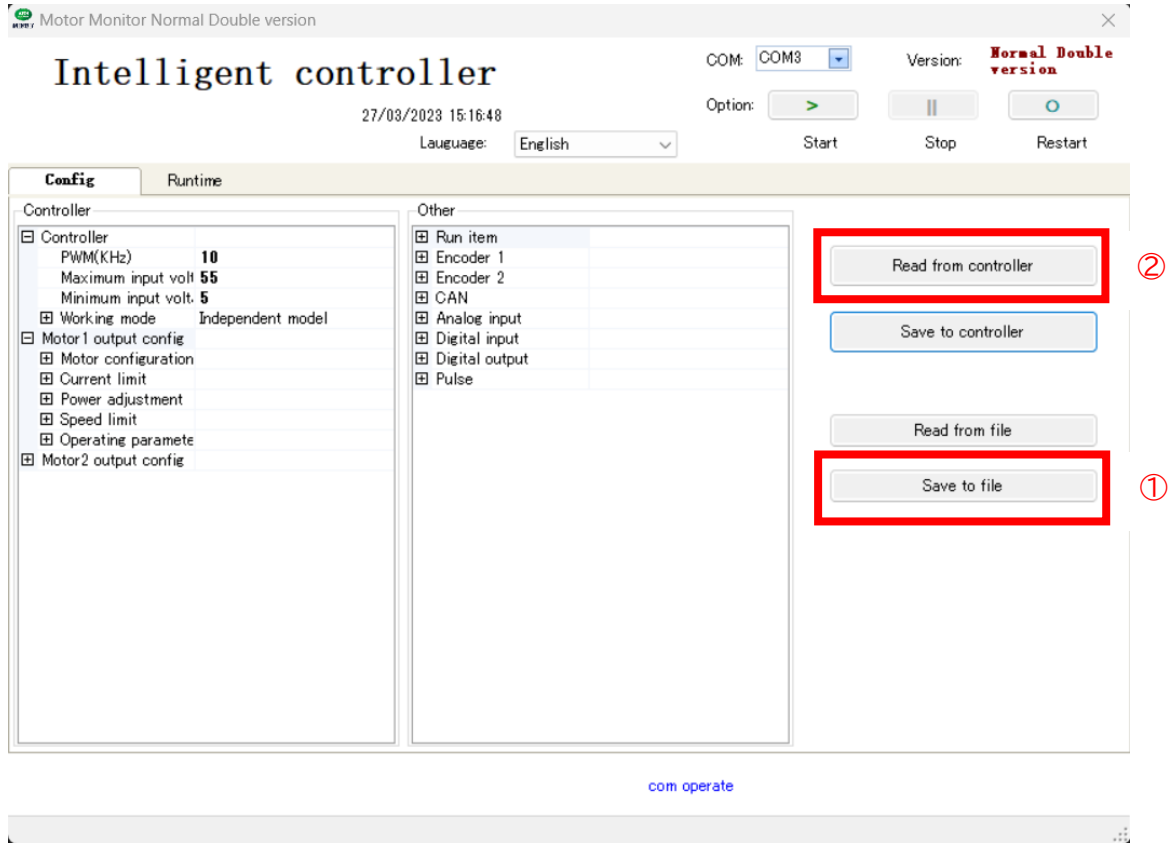 Motor Monitor Normal Double version
Intelligent controller
27/03/2023 15:16:48
Lauguage: English
COM: COM3
Version: Normal Double version
Option:
Start Stop Restart
Config Runtime
Controller
Controller
PWM(KHz) 10
Maximum input volt 55
Minimum input volt. 5
Working mode Independent model
Motor1 output config
Motor configuration
Current limit
Power adjustment
Speed limit
Operating paramete
Motor2 output config
Other
Run item
Encoder 1
Encoder 2
CAN
Analog input
Digital input
Digital output
Pulse
Read from controller ②
Save to controller
Read from file
Save to file ①
com operate